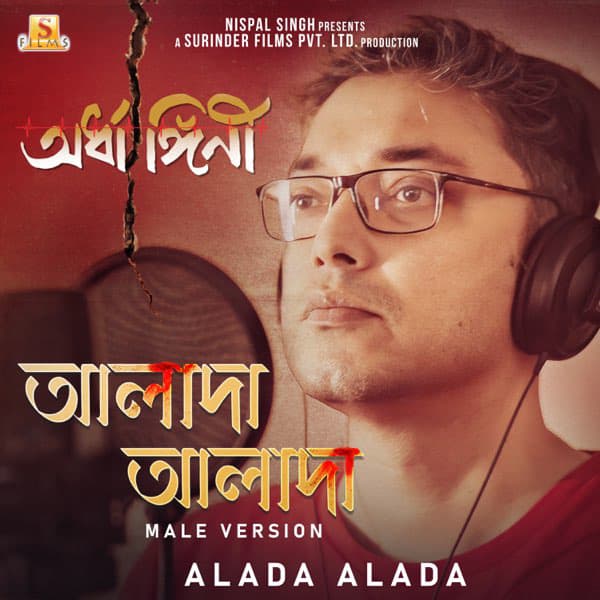 NISPAL SINGH PRESENTS
A SURINDER FILMS PVT. LTD. PRODUCTION
S
FILMS
অর্ধাঙ্গিনী
আলাদা
আলাদা
MALE VERSION
ALADA ALADA